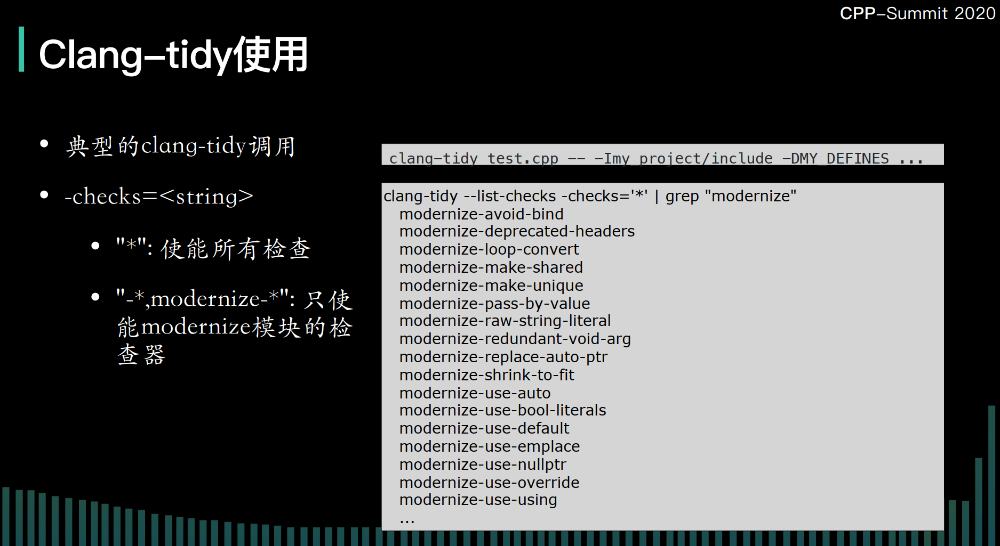 CPP-Summit 2020
Clang-tidy使用
• 典型的clang-tidy调用
• -checks=<string>
• "*": 使能所有检查
• "-*,modernize-*": 只使
能modernize模块的检
查器
clang-tidy test.cpp -- -Imy_project/include -DMY_DEFINES ...
clang-tidy --list-checks -checks='*' | grep "modernize"
modernize-avoid-bind
modernize-deprecated-headers
modernize-loop-convert
modernize-make-shared
modernize-make-unique
modernize-pass-by-value
modernize-raw-string-literal
modernize-redundant-void-arg
modernize-replace-auto-ptr
modernize-shrink-to-fit
modernize-use-auto
modernize-use-bool-literals
modernize-use-default
modernize-use-emplace
modernize-use-nullptr
modernize-use-override
modernize-use-using
...